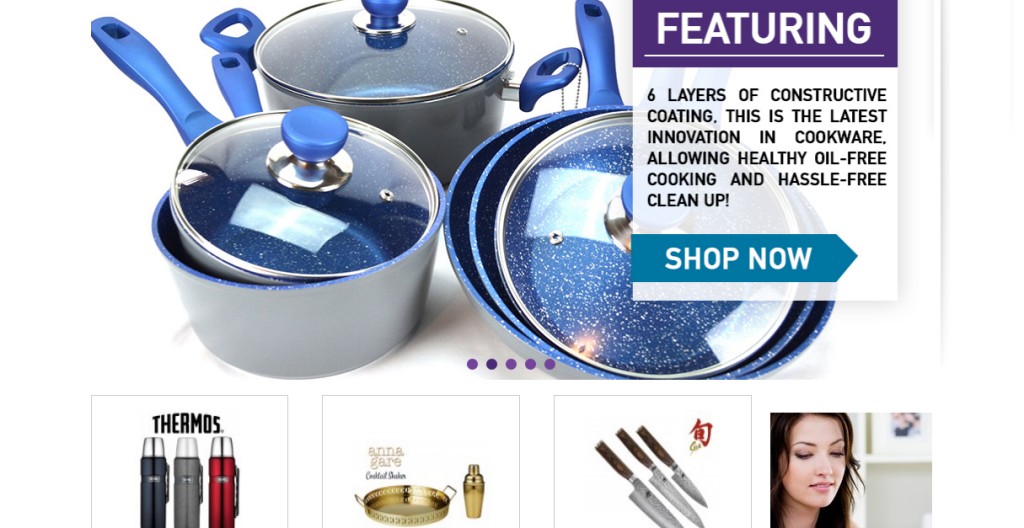 FEATURING
6 LAYERS OF CONSTRUCTIVE
COATING, THIS IS THE LATEST
INNOVATION IN COOKWARE,
ALLOWING HEALTHY OIL-FREE
COOKING AND HASSLE-FREE
CLEAN UP!
SHOP NOW
THERMOS
anna
gare
Cocktail Shaker
旬
Shun